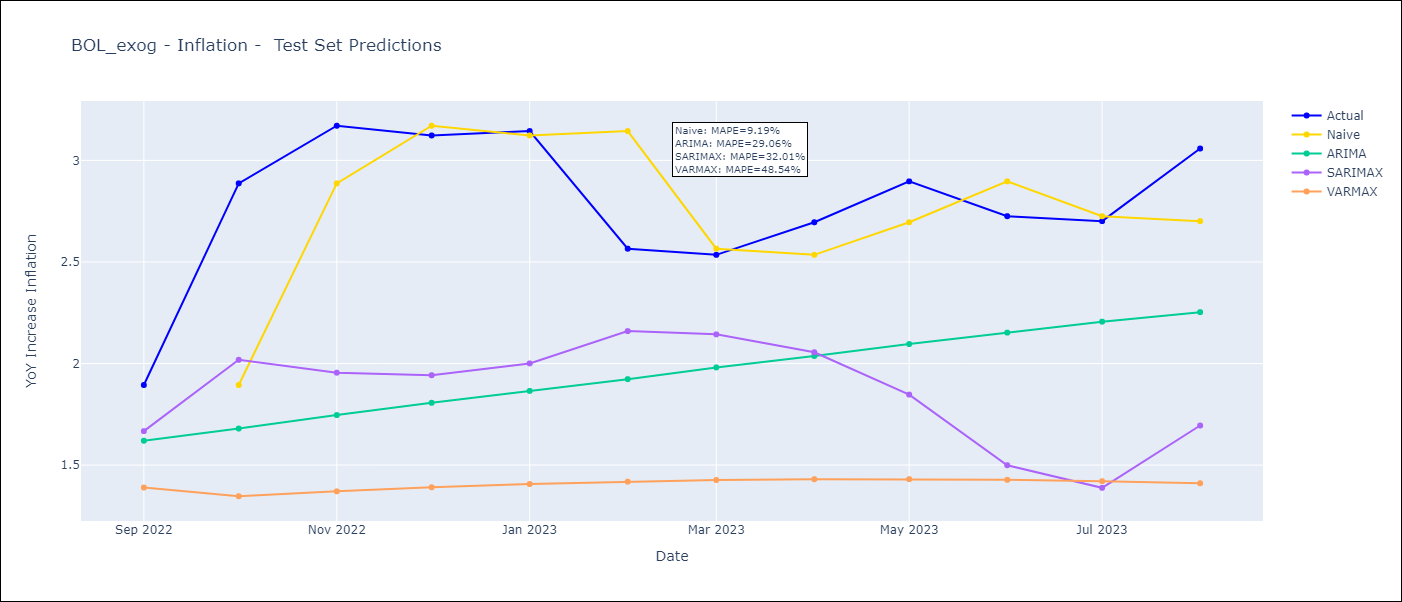 BOL_exog - Inflation -  Test Set Predictions
Naive: MAPE=9.19%
ARIMA: MAPE=29.06%
SARIMAX: MAPE=32.01%
VARMAX: MAPE=48.54%
Actual
Naive
ARIMA
SARIMAX
VARMAX
YoY Increase Inflation
3
2.5
2
1.5
Sep 2022
Nov 2022
Jan 2023
Mar 2023
May 2023
Jul 2023
Date